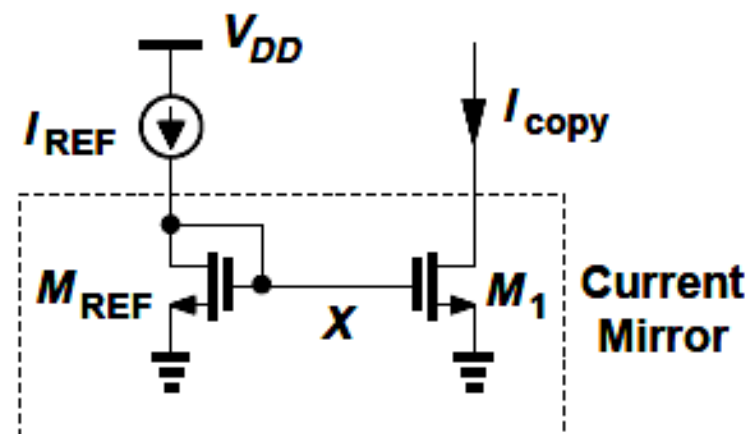 V_DD
I_REF
I_copy
M_REF
X
M_1
Current
Mirror